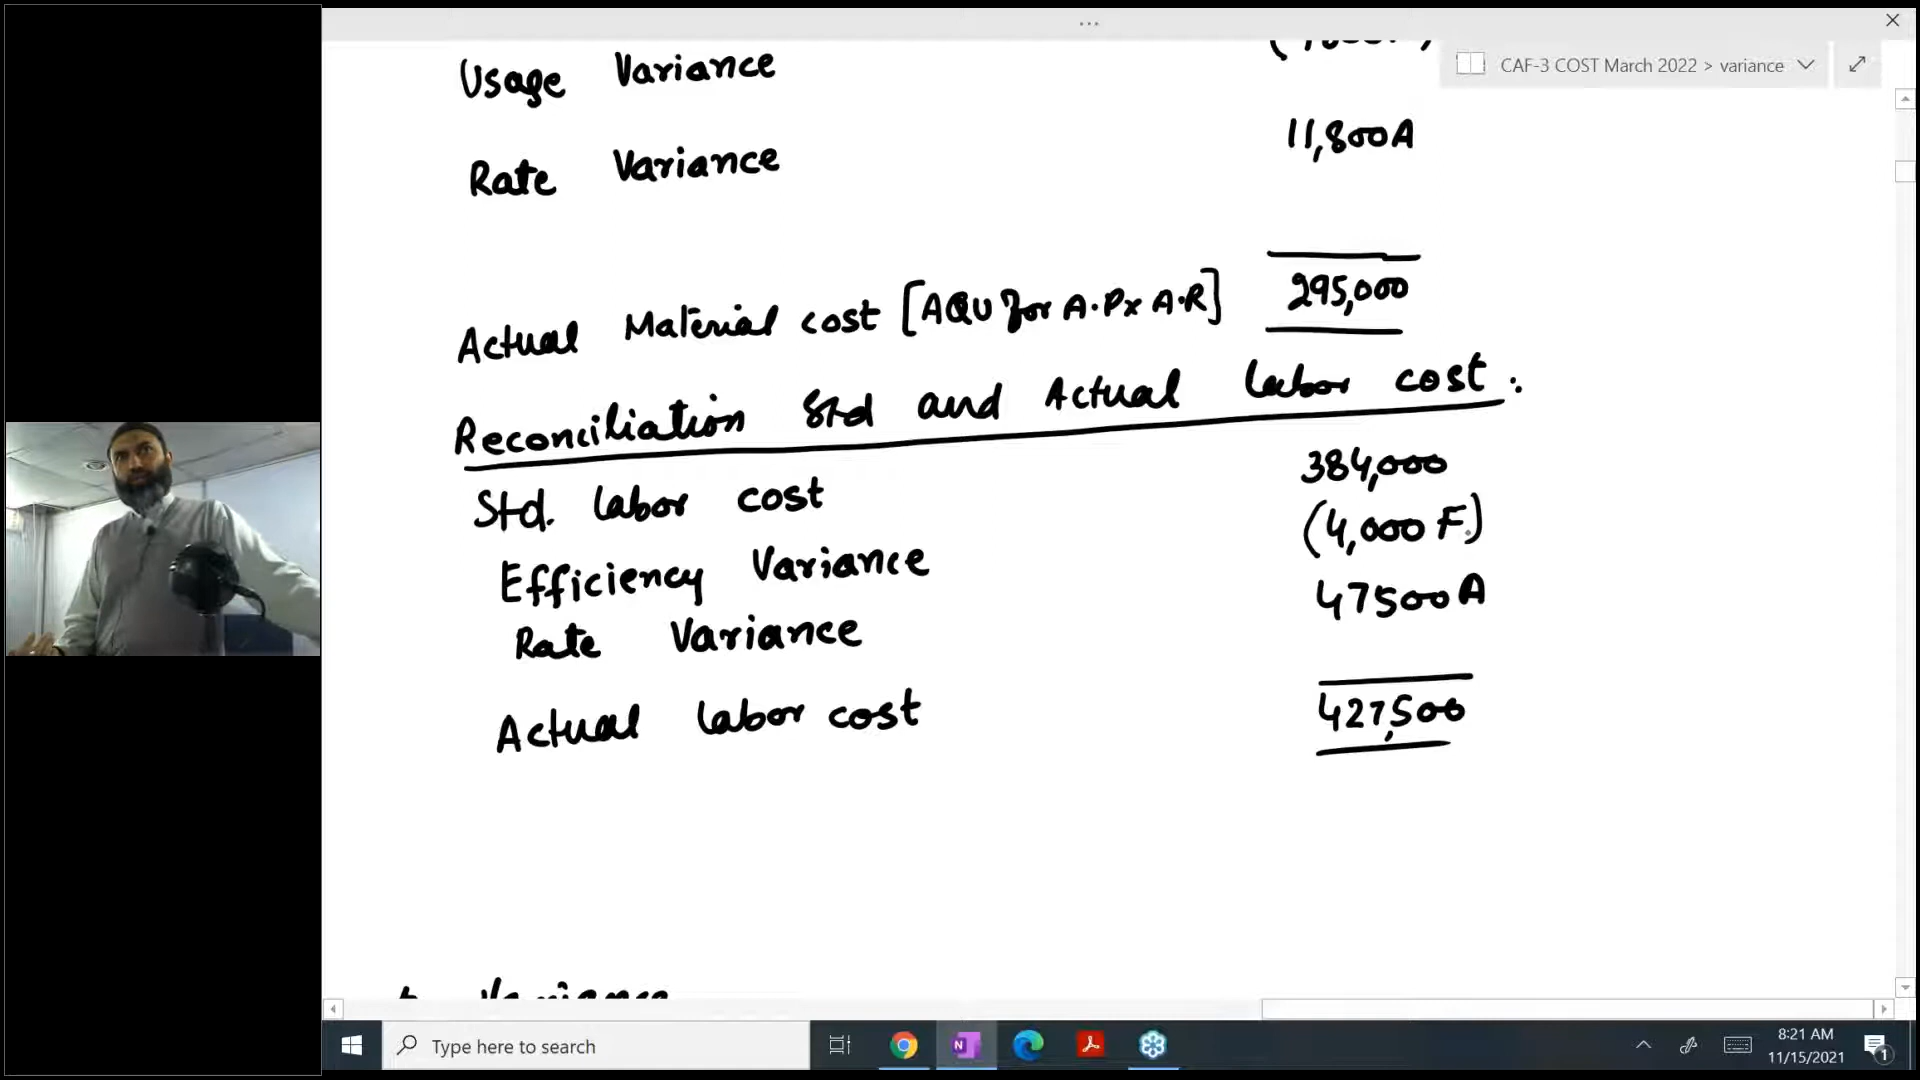 ...
CAF-3 COST March 2022 > variance
Usage Variance
Rate Variance 11,800A
Actual Material cost [AQU for A.P x A.R] 295,000
Reconciliation Std and Actual labor cost :
Std. labor cost 384,000
Efficiency Variance (4,000 F)
Rate Variance 47500 A
Actual labor cost 427,500
Variance
Type here to search
8:21 AM
11/15/2021
1